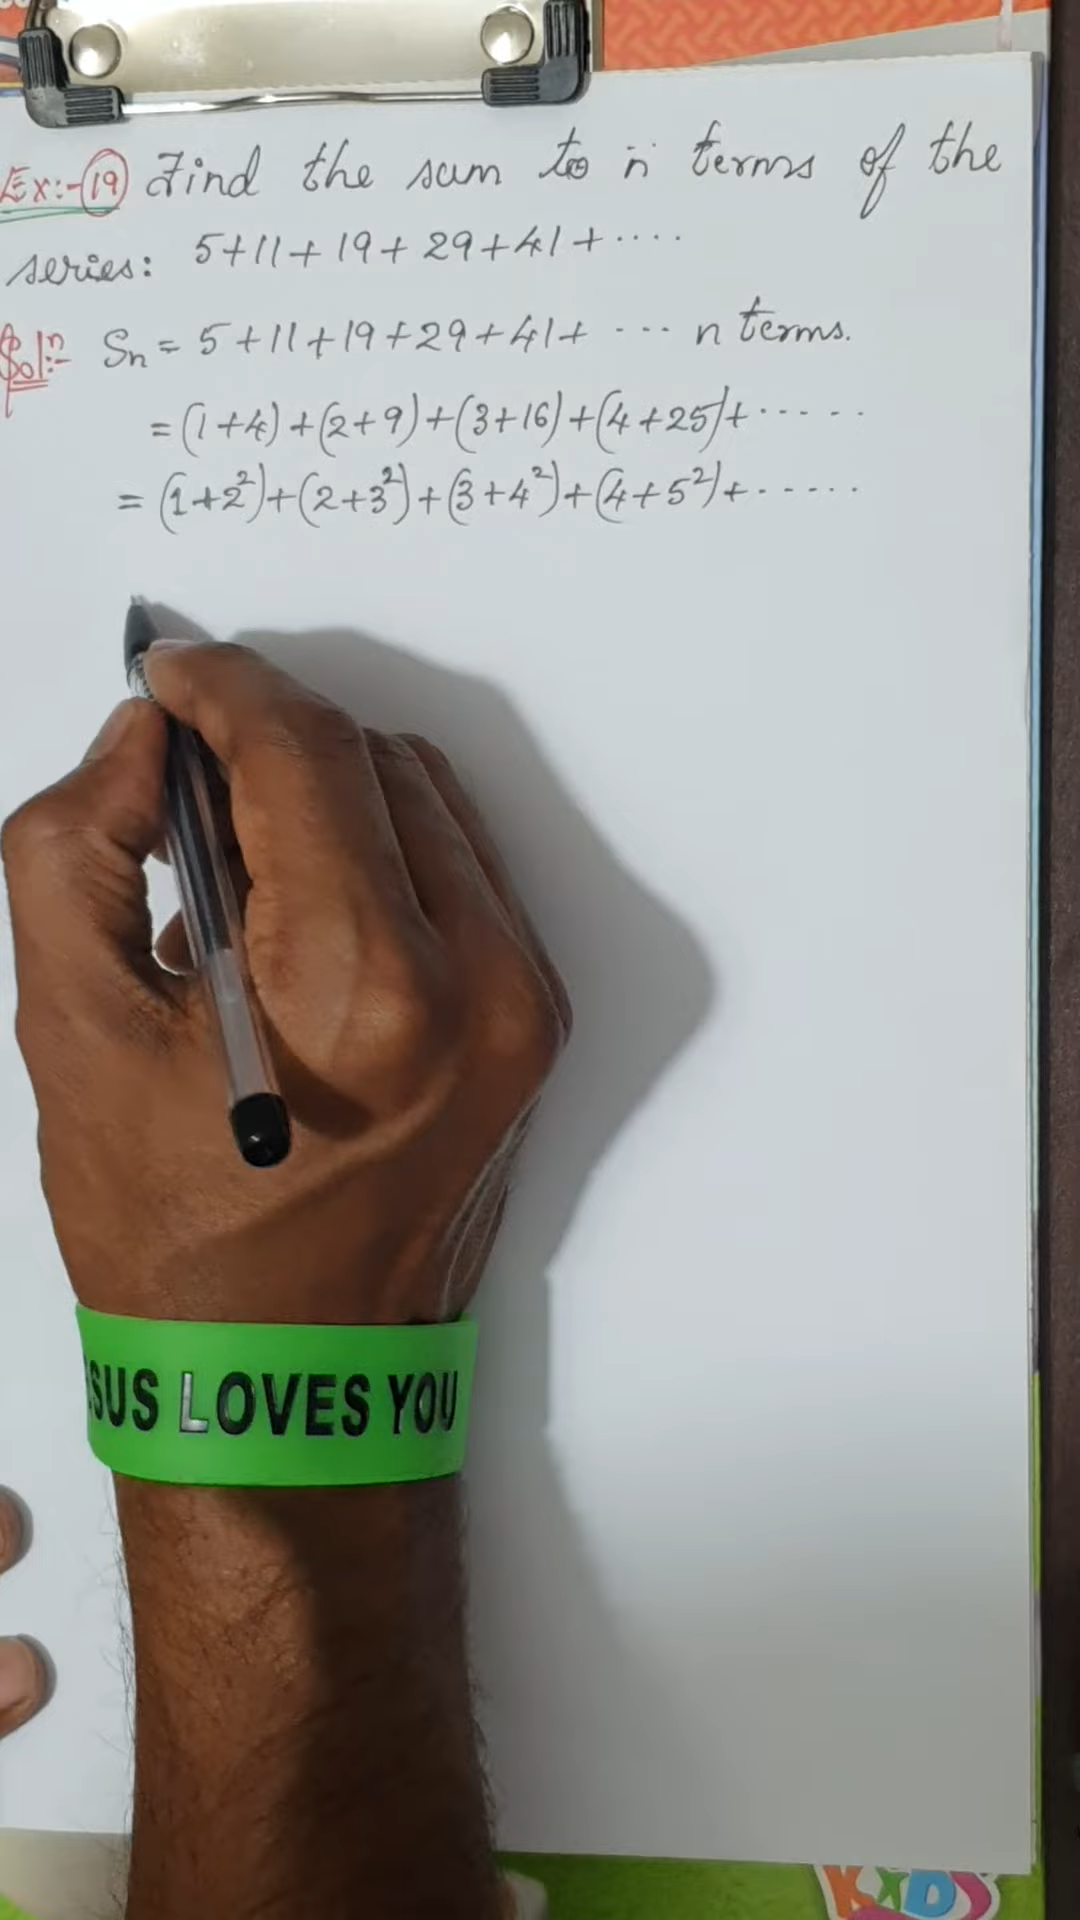 Ex:-(19) Find the sum to n terms of the
series: 5+11+19+29+41+....
Solⁿ:- Sn = 5+11+19+29+41+ ... n terms.
= (1+4)+(2+9)+(3+16)+(4+25)+.....
= (1+2²)+(2+3²)+(3+4²)+(4+5²)+.....
SUS LOVES YOU
KiDS